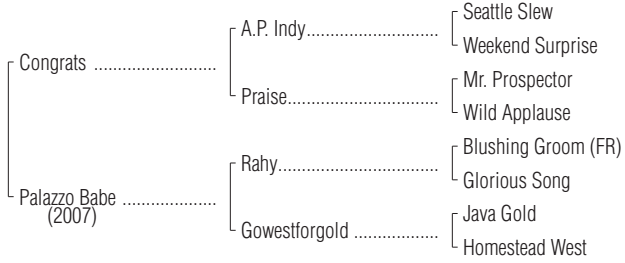 Seattle Slew
A.P. Indy
Weekend Surprise
Congrats
Mr. Prospector
Praise
Wild Applause
Blushing Groom (FR)
Rahy
Glorious Song
Palazzo Babe
(2007)
Java Gold
Gowestforgold
Homestead West